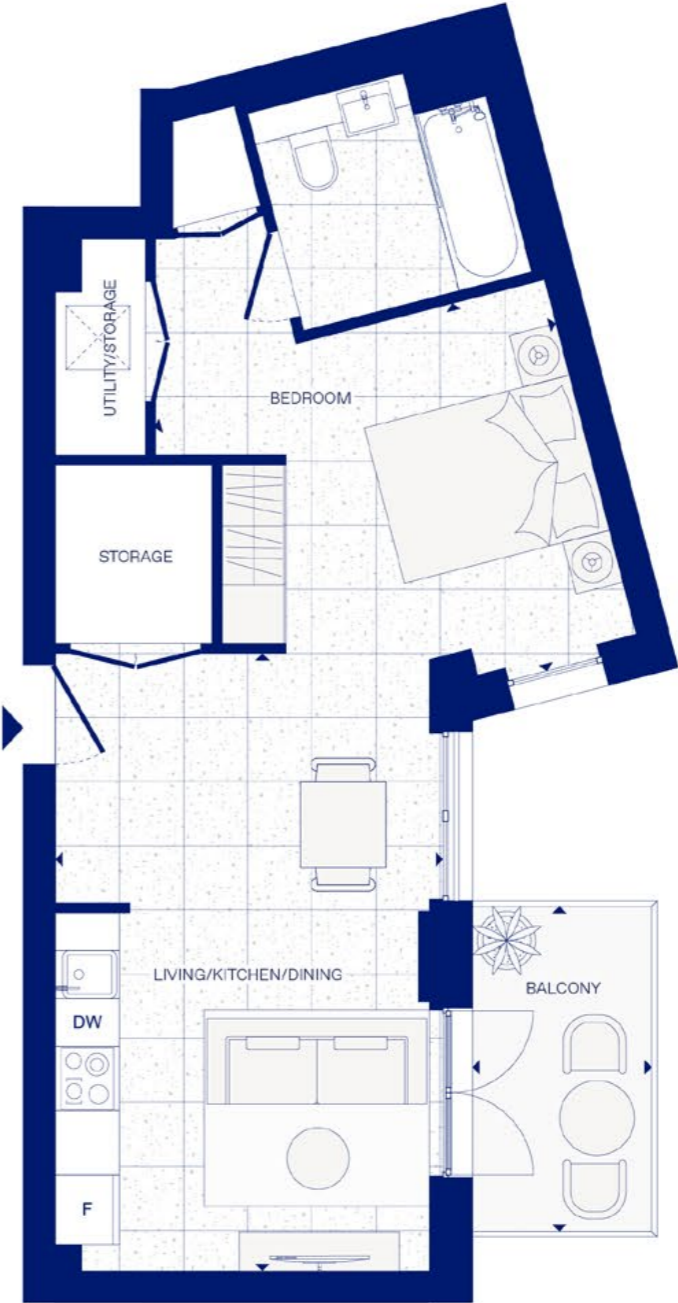 UTILITY/STORAGE
BEDROOM
STORAGE
LIVING/KITCHEN/DINING
BALCONY
DW
F